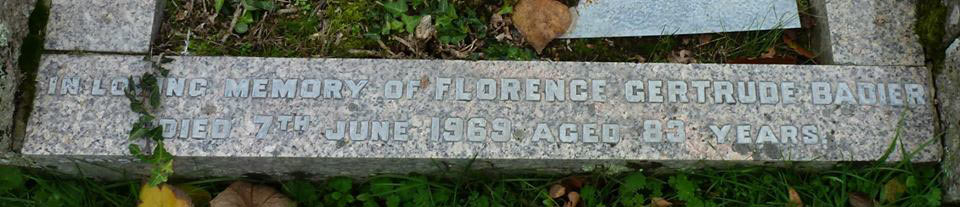 IN LOVING MEMORY OF FLORENCE GERTRUDE BADIER
DIED 7TH JUNE 1969 AGED 83 YEARS.